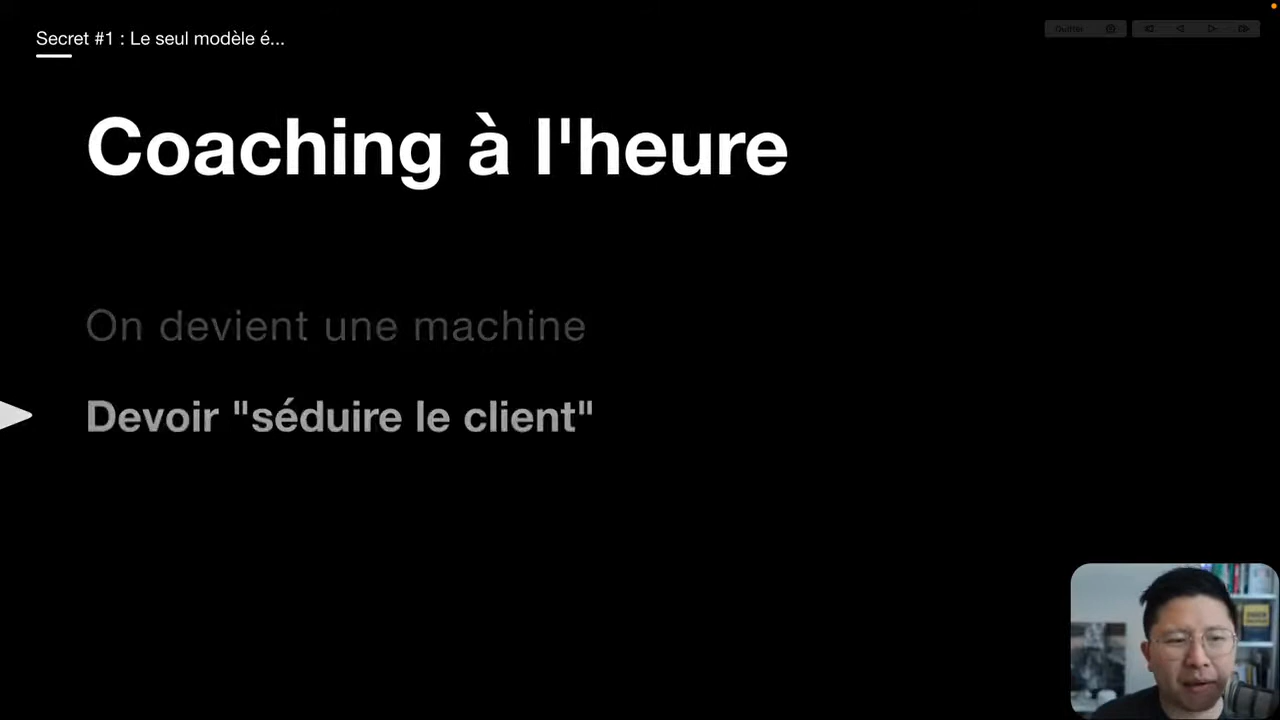 Secret #1 : Le seul modèle é...
Coaching à l'heure
On devient une machine
Devoir "séduire le client"